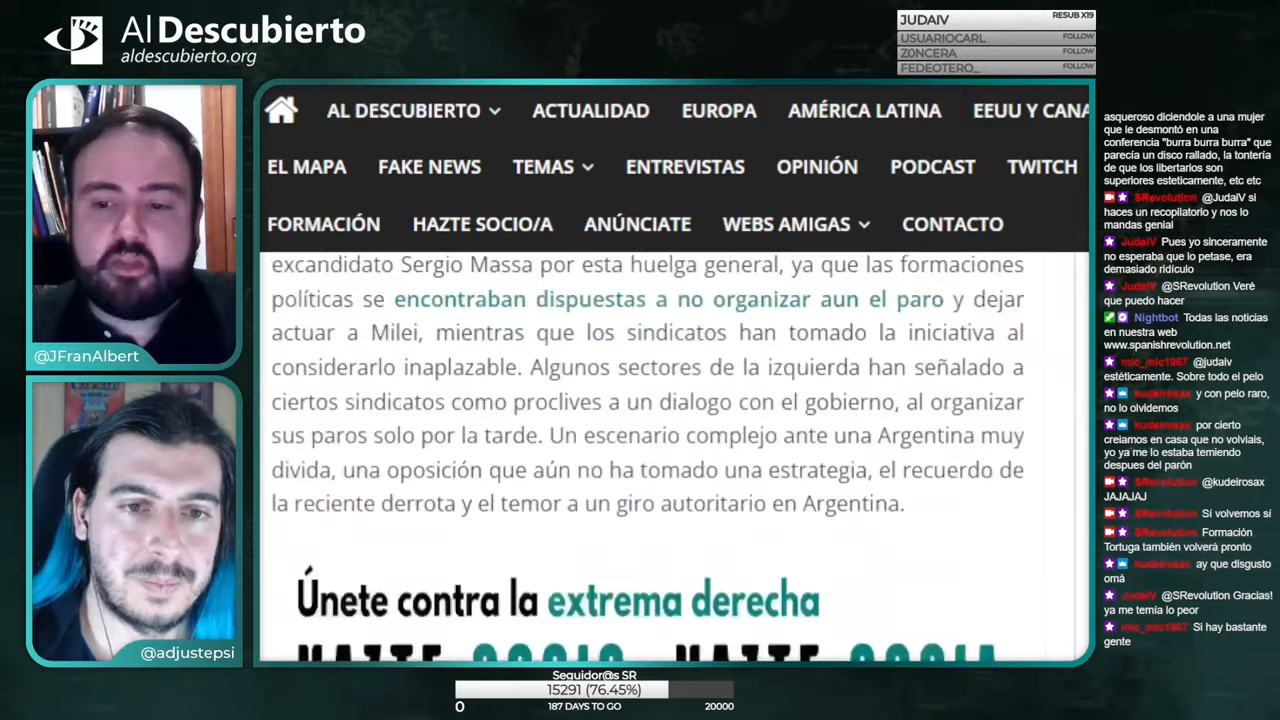 Al Descubierto
aldescubierto.org
JUDAIV RESUB X19
USUARIOCARL FOLLOW
Z0NCERA FOLLOW
FEDEOTERO_ FOLLOW
@JFranAlbert
@adjustepsi
AL DESCUBIERTO ACTUALIDAD EUROPA AMÉRICA LATINA EEUU Y CANA
EL MAPA FAKE NEWS TEMAS ENTREVISTAS OPINIÓN PODCAST TWITCH
FORMACIÓN HAZTE SOCIO/A ANÚNCIATE WEBS AMIGAS CONTACTO
excandidato Sergio Massa por esta huelga general, ya que las formaciones
políticas se encontraban dispuestas a no organizar aun el paro y dejar
actuar a Milei, mientras que los sindicatos han tomado la iniciativa al
considerarlo inaplazable. Algunos sectores de la izquierda han señalado a
ciertos sindicatos como proclives a un dialogo con el gobierno, al organizar
sus paros solo por la tarde. Un escenario complejo ante una Argentina muy
divida, una oposición que aún no ha tomado una estrategia, el recuerdo de
la reciente derrota y el temor a un giro autoritario en Argentina.
Únete contra la extrema derecha
asqueroso diciendole a una mujer
que le desmontó en una
conferencia "burra burra burra" que
parecía un disco rallado, la tontería
de que los libertarios son
superiores esteticamente, etc etc
SRevolution @JudaiV si
haces un recopilatorio y nos lo
mandas genial
JudaiV Pues yo sinceramente
no esperaba que lo petase, era
demasiado ridículo
JudaiV @SRevolution Veré
que puedo hacer
Nightbot Todas las noticias
en nuestra web
www.spanishrevolution.net
mic_mic1967 @judaiv
estéticamente. Sobre todo el pelo
kudeirosax y con pelo raro,
no lo olvidemos
kudeirosax por cierto
creiamos en casa que no volviais,
yo ya me lo estaba temiendo
despues del parón
SRevolution @kudeirosax
JAJAJAJ
SRevolution Sí volvemos sí
SRevolution Formación
Tortuga también volverá pronto
kudeirosax ay que disgusto
omá
JudaiV @SRevolution Gracias!
ya me temía lo peor
mic_mic1967 Si hay bastante
gente
Seguidor@s SR
15291 (76.45%)
0 187 DAYS TO GO 20000